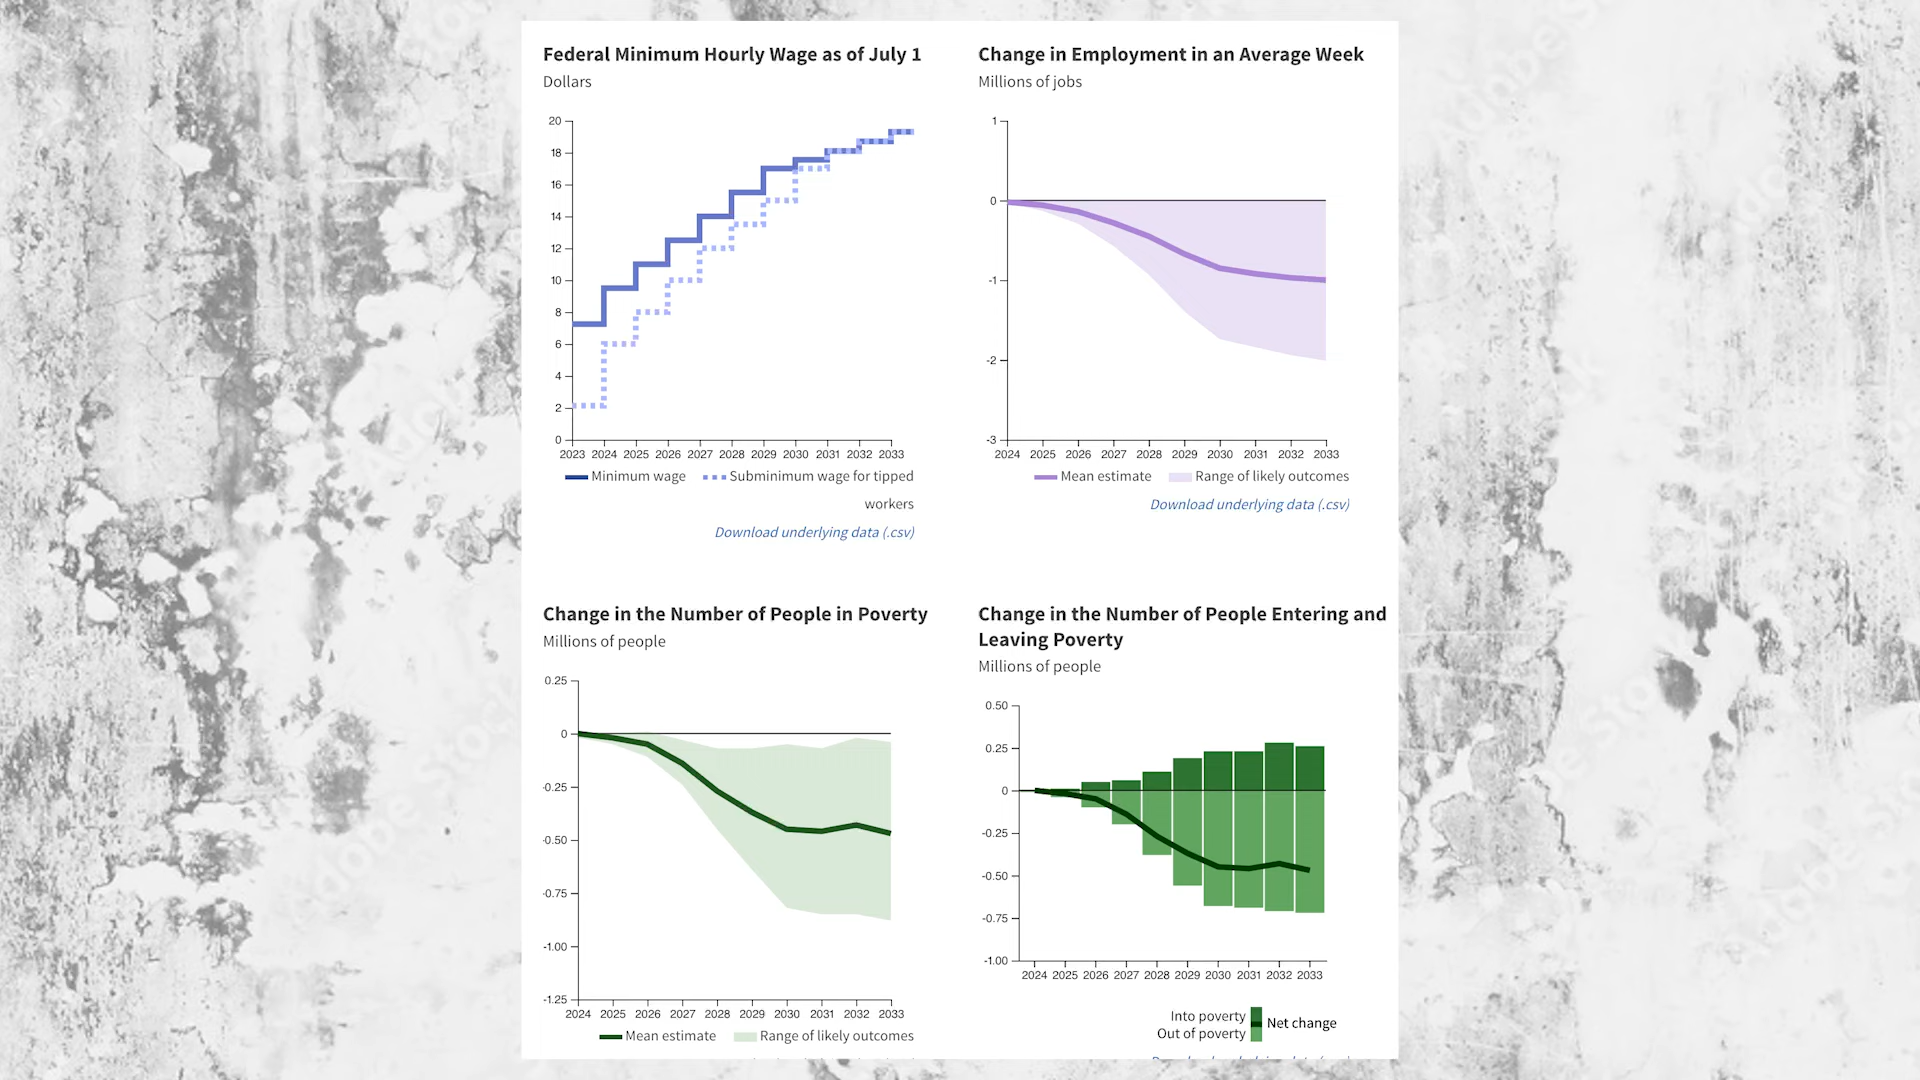 Federal Minimum Hourly Wage as of July 1
Dollars
20
18
16
14
12
10
8
6
4
2
0
2023 2024 2025 2026 2027 2028 2029 2030 2031 2032 2033
Minimum wage Subminimum wage for tipped
workers
Download underlying data (.csv)
Change in Employment in an Average Week
Millions of jobs
1
0
-1
-2
-3
2024 2025 2026 2027 2028 2029 2030 2031 2032 2033
Mean estimate Range of likely outcomes
Download underlying data (.csv)
Change in the Number of People in Poverty
Millions of people
0.25
0
-0.25
-0.50
-0.75
-1.00
-1.25
2024 2025 2026 2027 2028 2029 2030 2031 2032 2033
Mean estimate Range of likely outcomes
Change in the Number of People Entering and
Leaving Poverty
Millions of people
0.50
0.25
0
-0.25
-0.50
-0.75
-1.00
2024 2025 2026 2027 2028 2029 2030 2031 2032 2033
Into poverty
Out of poverty
Net change